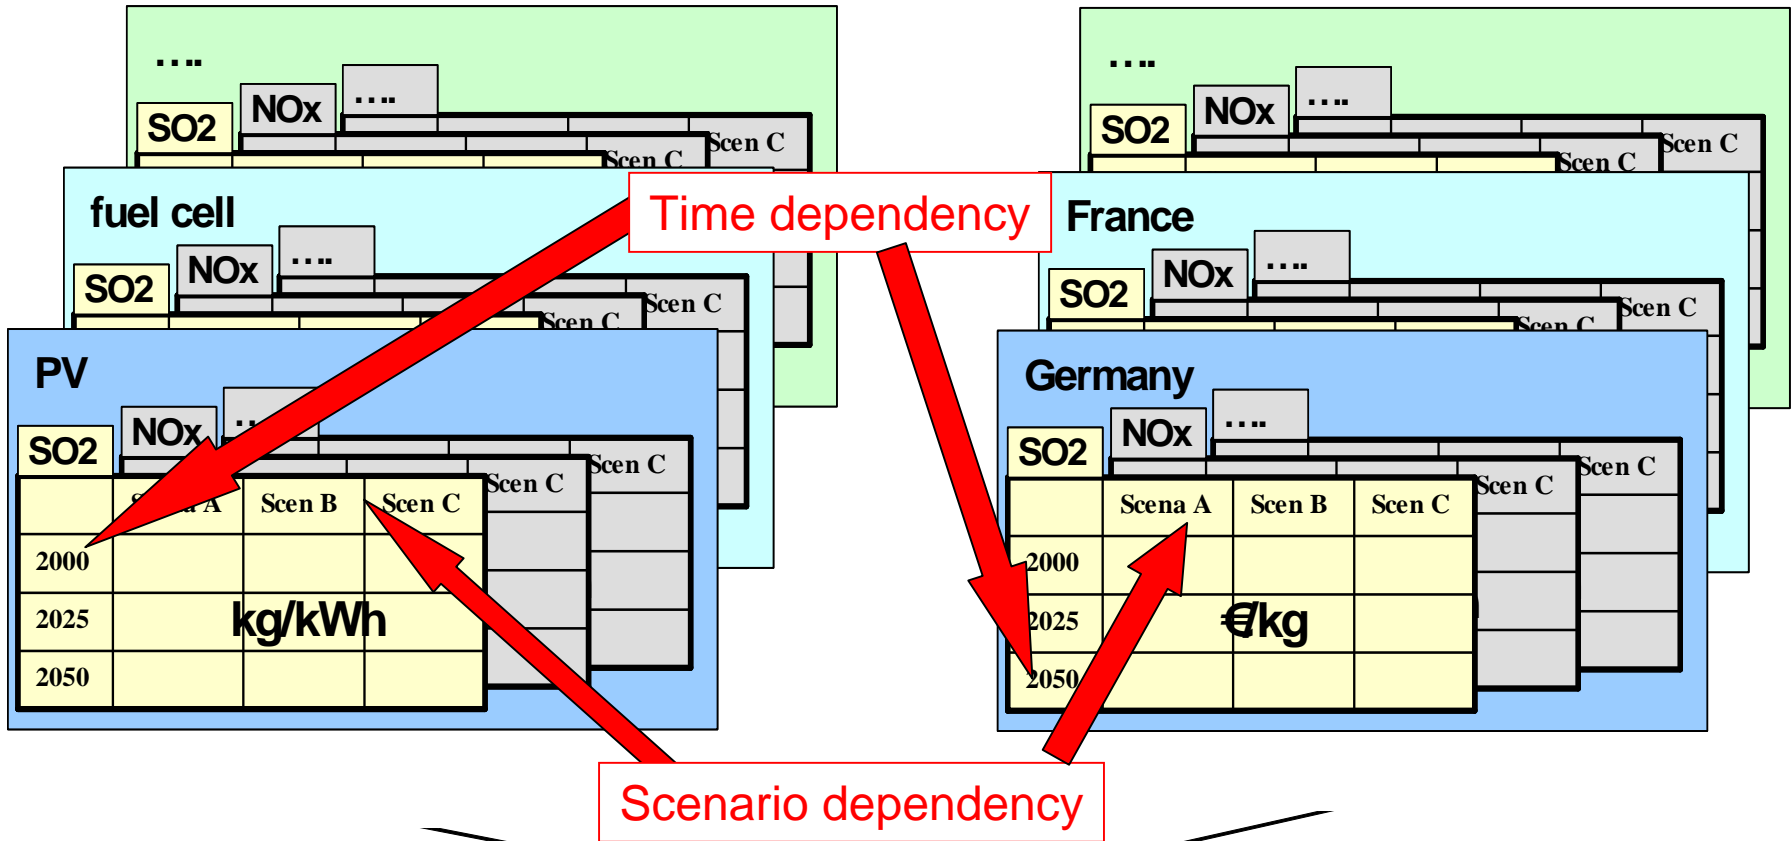 ….
NOx
….
SO2
Scen C
Scen C
fuel cell
NOx
….
SO2
Scen C
Scen C
PV
NOx
….
SO2
Scen C
Scen C
Scena A Scen B Scen C
2000
2025
kg/kWh
2050
Time dependency
Scenario dependency
….
NOx
….
SO2
Scen C
Scen C
France
NOx
….
SO2
Scen C
Scen C
Germany
NOx
….
SO2
Scen C
Scen C
Scena A Scen B Scen C
2000
2025
€/kg
2050